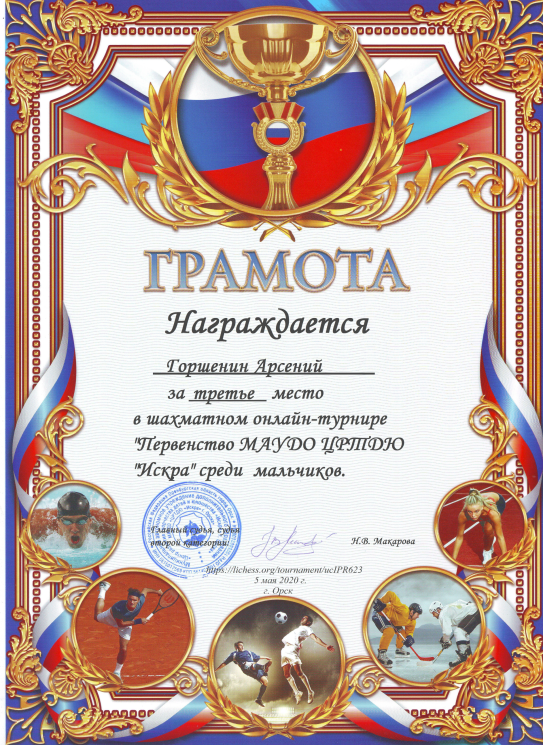 ГРАМОТА
Награждается
Горшенин Арсений
за третье место
в шахматном онлайн-турнире
"Первенство МАУДО ЦРТДЮ
"Искра" среди мальчиков.
Главный судья, судья
второй категории:
Н.В. Макарова
https://lichess.org/tournament/uc1PR623
5 мая 2020 г.
г. Орск